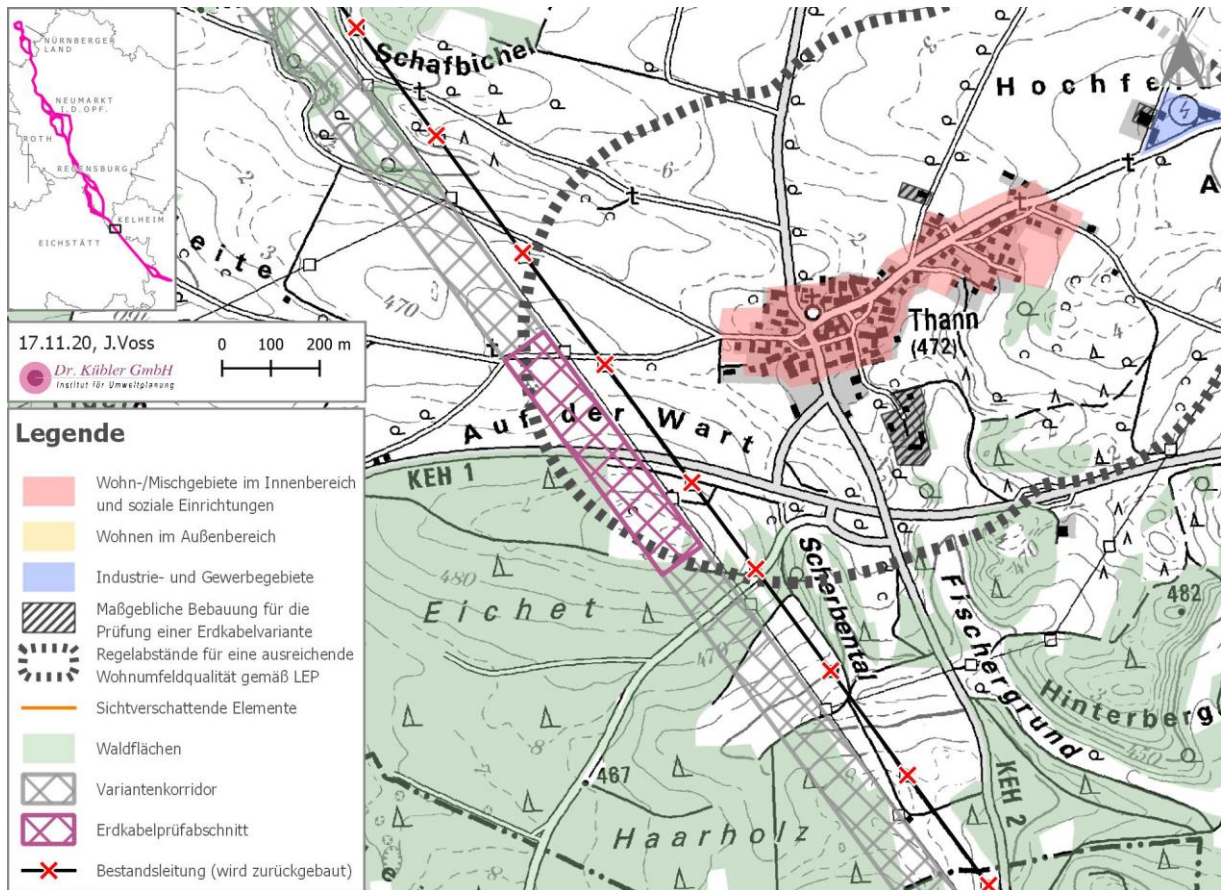 NÜRNBERGER
LAND
NEUMARKT
I.D.OPF.
ROTH
REGENSBURG
KELHEIM
EICHSTÄTT
17.11.20, J.Voss
0 100 200 m
Dr. Kübler GmbH
Institut für Umweltplanung
Legende
Wohn-/Mischgebiete im Innenbereich
und soziale Einrichtungen
Wohnen im Außenbereich
Industrie- und Gewerbegebiete
Maßgebliche Bebauung für die
Prüfung einer Erdkabelvariante
Regelabstände für eine ausreichende
Wohnumfeldqualität gemäß LEP
Sichtverschattende Elemente
Waldflächen
Variantenkorridor
Erdkabelprüfabschnitt
Bestandsleitung (wird zurückgebaut)
Schafbichel
N
470
Thann
(472)
Auf der Wart
KEH 1
480
Eichet
470
Scherbental
Fischergrund
482
Hinterberg
450
467
Haarholz
KEH 2